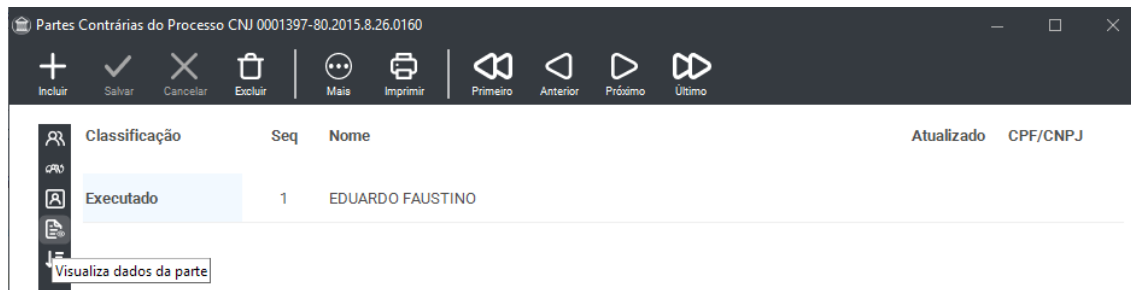 Partes Contrárias do Processo CNJ 0001397-80.2015.8.26.0160
Incluir Salvar Cancelar Excluir Mais Imprimir Primeiro Anterior Próximo Último
Classificação Seq Nome Atualizado CPF/CNPJ
Executado 1 EDUARDO FAUSTINO
Visualiza dados da parte